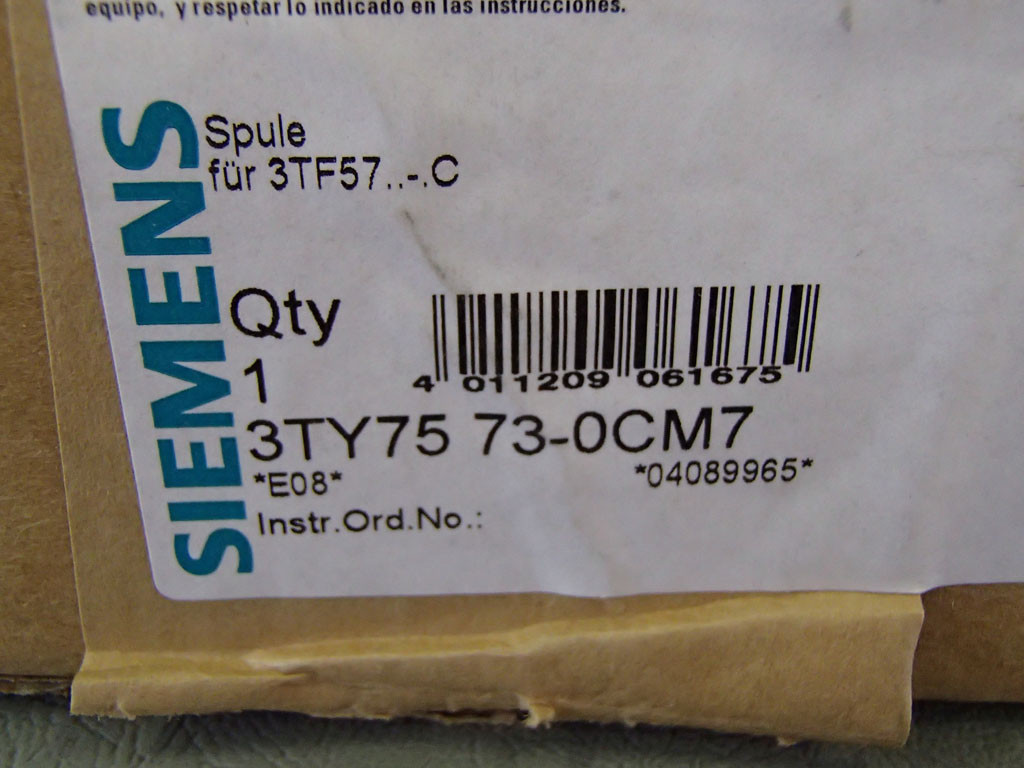 equipo, y respetar lo indicado en las instrucciones.
SIEMENS
Spule
für 3TF57..-.C
Qty
1
4 011209 061675
3TY75 73-0CM7
*E08* *04089965*
Instr.Ord.No.: